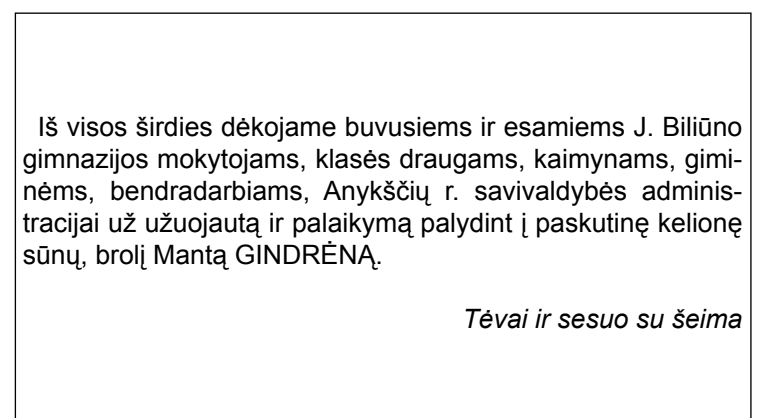 Iš visos širdies dėkojame buvusiems ir esamiems J. Biliūno
gimnazijos mokytojams, klasės draugams, kaimynams, gimi-
nėms, bendradarbiams, Anykščių r. savivaldybės adminis-
tracijai už užuojautą ir palaikymą palydint į paskutinę kelionę
sūnų, brolį Mantą GINDRĖNĄ.
Tėvai ir sesuo su šeima